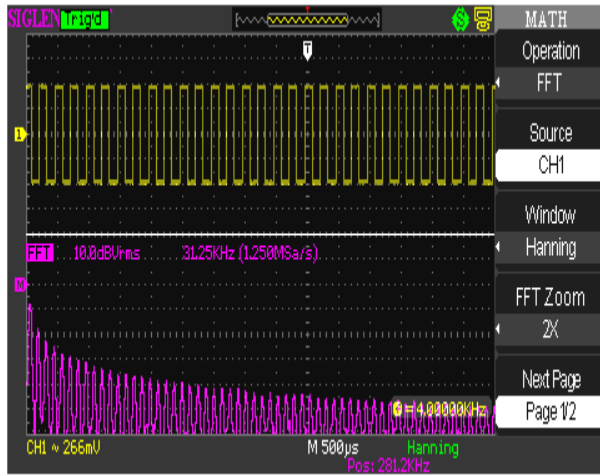 SIGLENT Trig'd T S MATH
Operation
FFT
1
Source
CH1
Window
Hanning
FFT 10.0dBVrms 31.25KHz (1.250MSa/s)
M
FFT Zoom
2X
Next Page
Page 1/2
= 4.00000KHz
CH1 ~ 266mV M 500µs Hanning
Pos: 281.2KHz